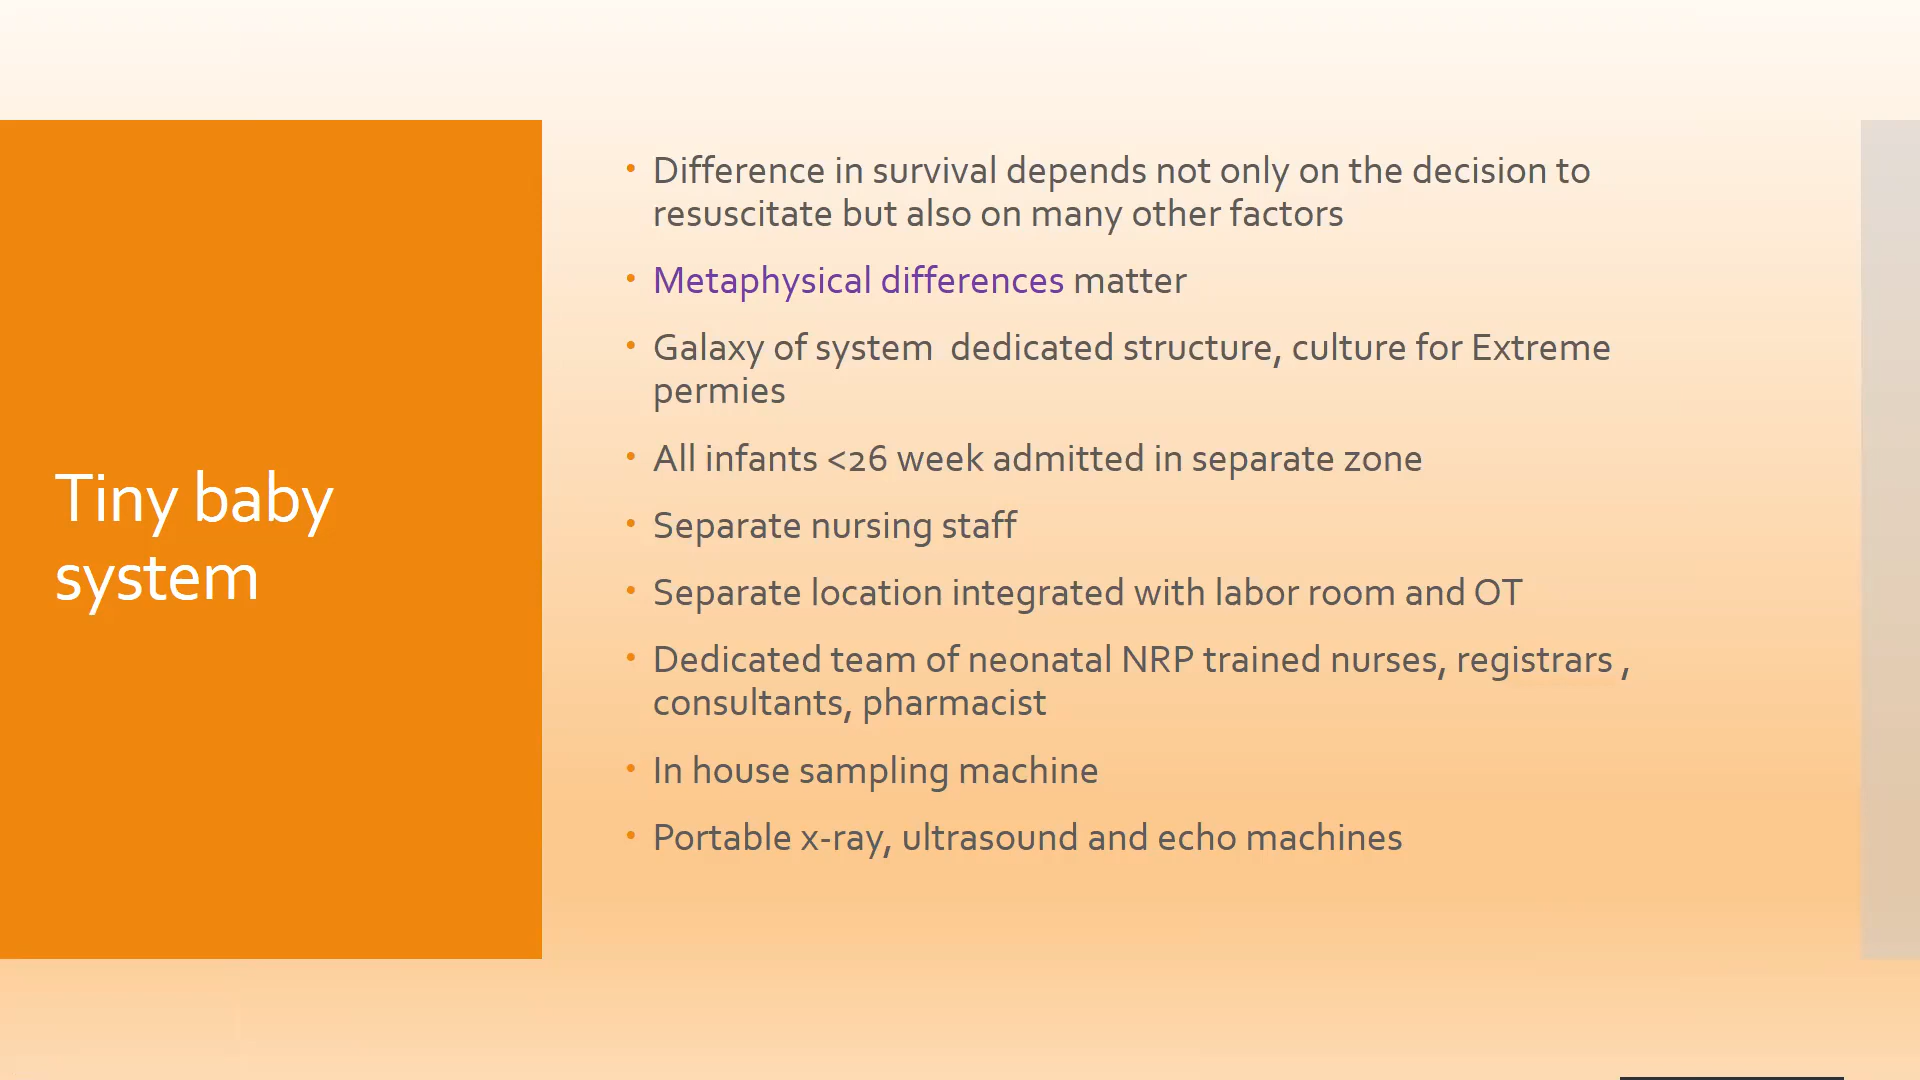 Tiny baby
system
• Difference in survival depends not only on the decision to
resuscitate but also on many other factors
• Metaphysical differences matter
• Galaxy of system  dedicated structure, culture for Extreme
permies
• All infants <26 week admitted in separate zone
• Separate nursing staff
• Separate location integrated with labor room and OT
• Dedicated team of neonatal NRP trained nurses, registrars ,
consultants, pharmacist
• In house sampling machine
• Portable x-ray, ultrasound and echo machines